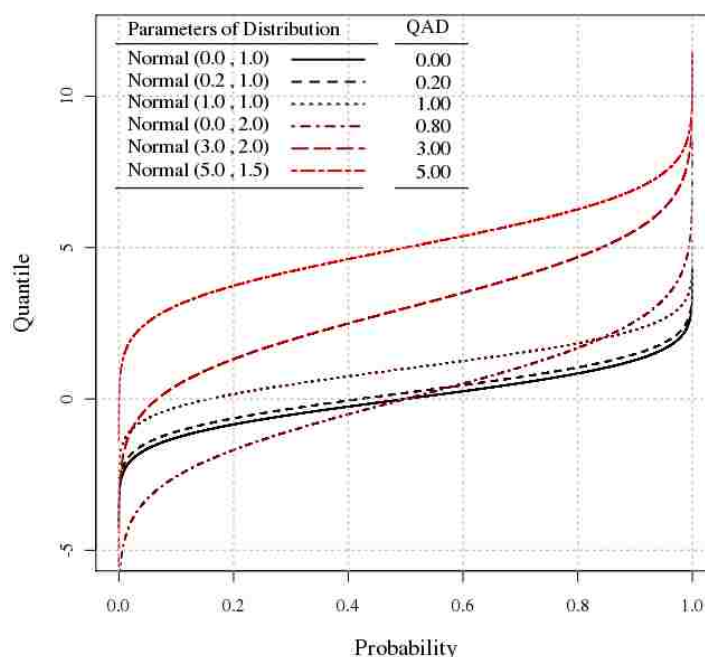 Parameters of Distribution QAD
Normal (0.0 , 1.0) 0.00
Normal (0.2 , 1.0) 0.20
Normal (1.0 , 1.0) 1.00
Normal (0.0 , 2.0) 0.80
Normal (3.0 , 2.0) 3.00
Normal (5.0 , 1.5) 5.00
10
5
0
-5
Quantile
0.0 0.2 0.4 0.6 0.8 1.0
Probability